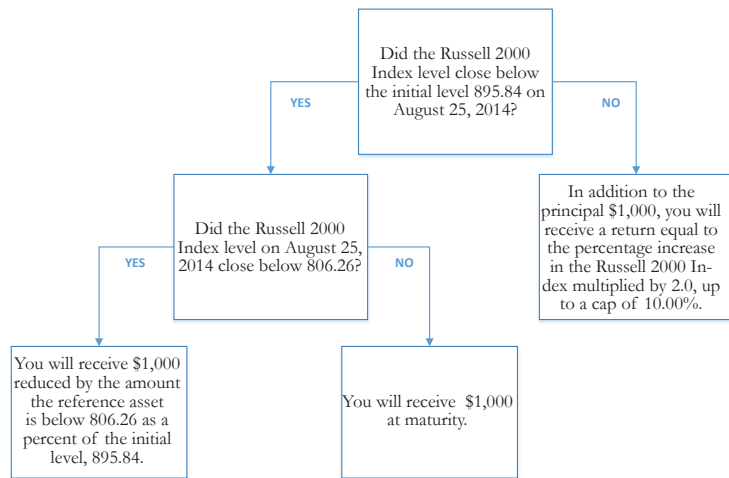 Did the Russell 2000
Index level close below
the initial level 895.84 on
August 25, 2014?
YES
NO
Did the Russell 2000
Index level on August 25,
2014 close below 806.26?
In addition to the
principal $1,000, you will
receive a return equal to
the percentage increase
in the Russell 2000 In-
dex multiplied by 2.0, up
to a cap of 10.00%.
YES
NO
You will receive $1,000
reduced by the amount
the reference asset
is below 806.26 as a
percent of the initial
level, 895.84.
You will receive $1,000
at maturity.